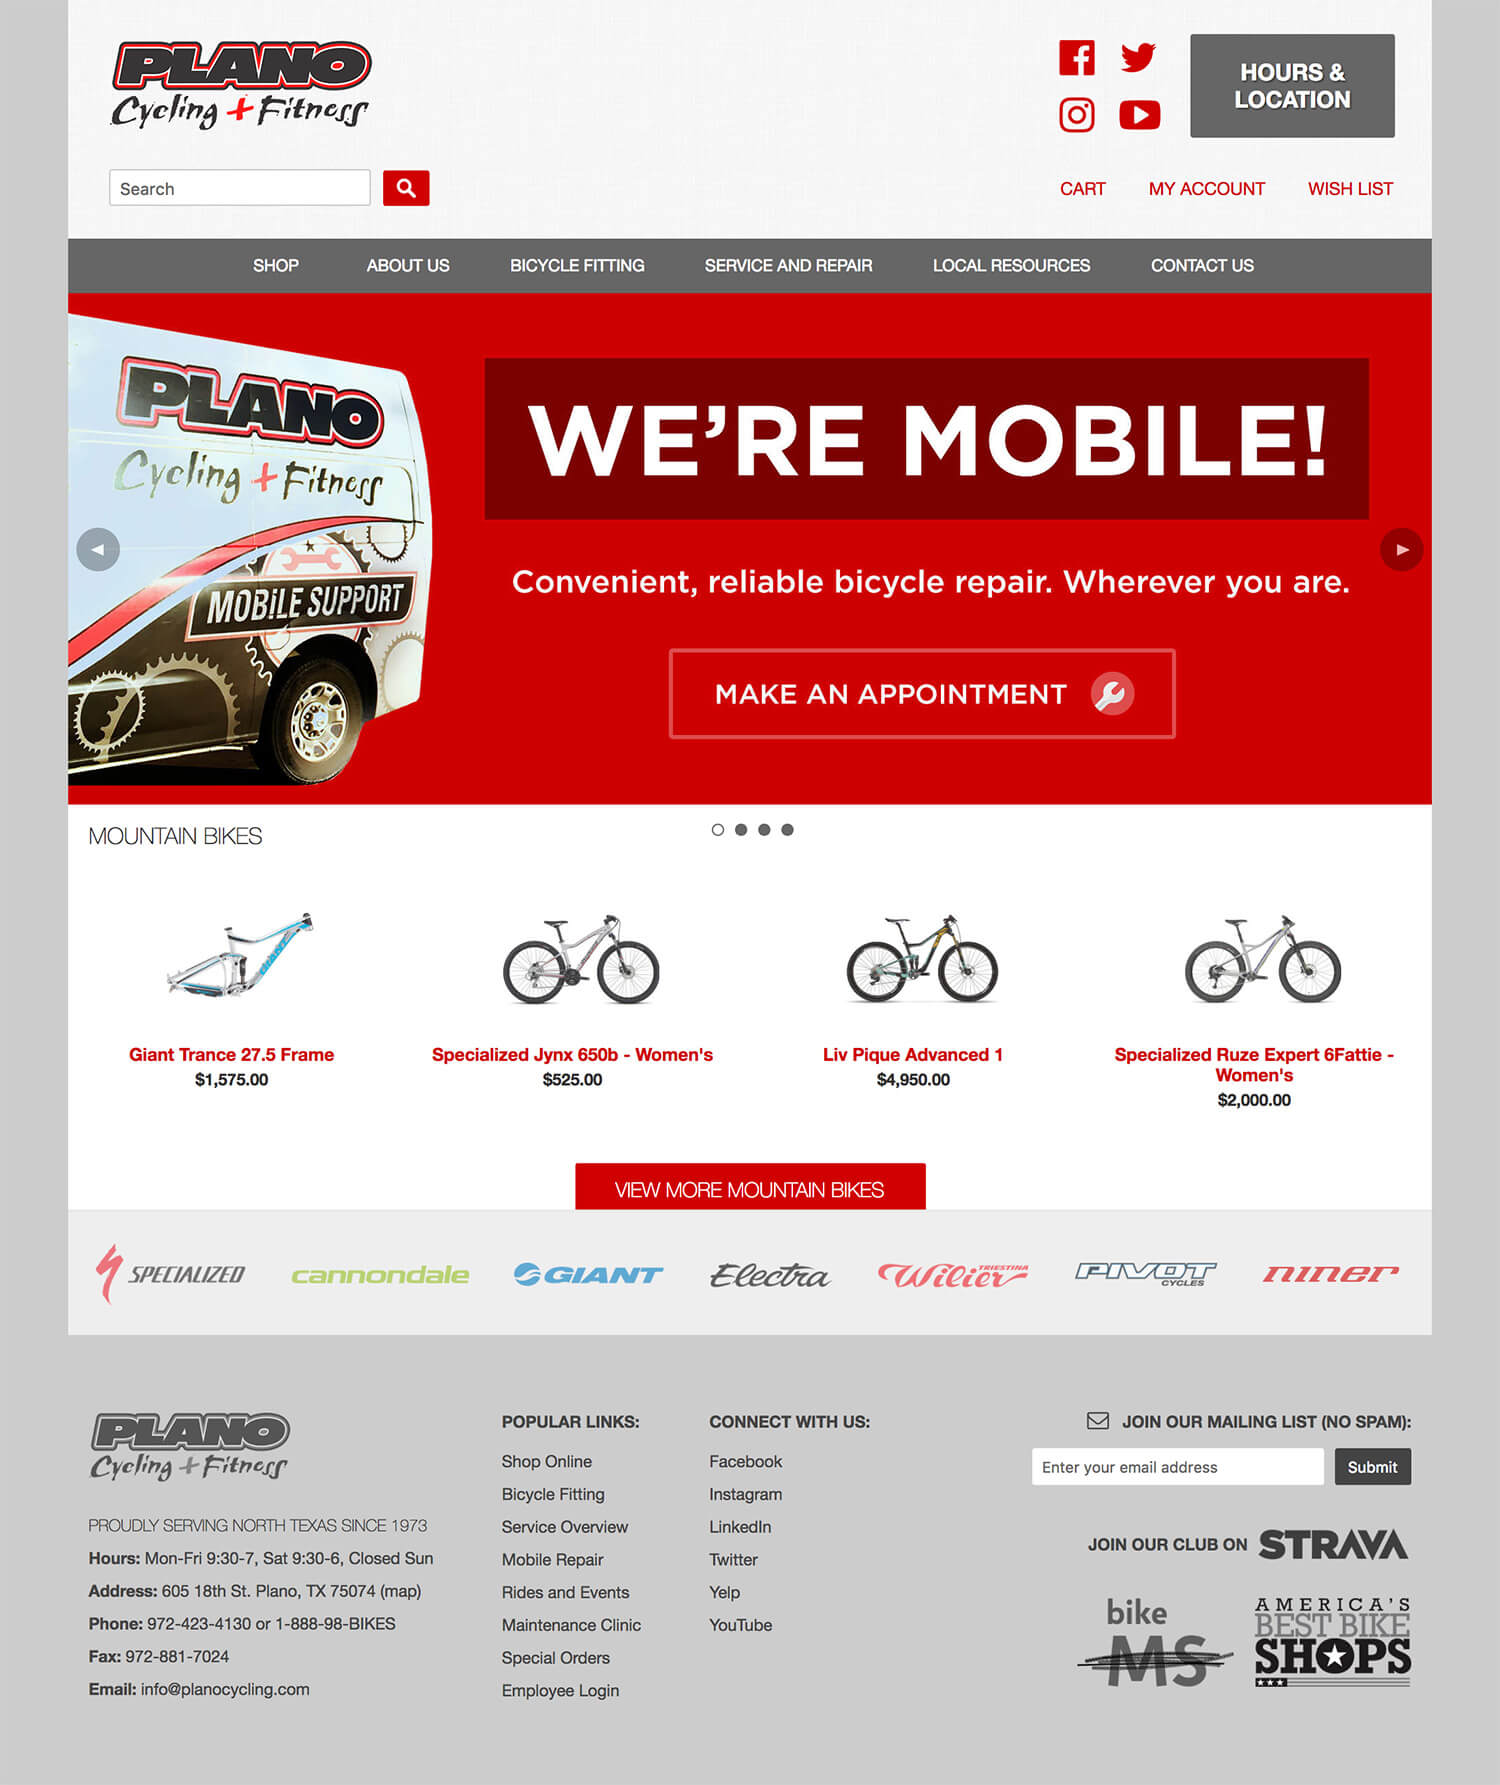 PLANO
Cycling + Fitness
HOURS &
LOCATION
Search
CART MY ACCOUNT WISH LIST
SHOP ABOUT US BICYCLE FITTING SERVICE AND REPAIR LOCAL RESOURCES CONTACT US
PLANO
Cycling + Fitness
MOBILE SUPPORT
WE'RE MOBILE!
Convenient, reliable bicycle repair. Wherever you are.
MAKE AN APPOINTMENT
MOUNTAIN BIKES
GIANT
Giant Trance 27.5 Frame
$1,575.00
Specialized Jynx 650b - Women's
$525.00
Liv Pique Advanced 1
$4,950.00
Specialized Ruze Expert 6Fattie -
Women's
$2,000.00
VIEW MORE MOUNTAIN BIKES
SPECIALIZED
cannondale
GIANT
Electra
Wilier
TRIESTINA
PIVOT
CYCLES
niner
PLANO
Cycling + Fitness
PROUDLY SERVING NORTH TEXAS SINCE 1973
Hours: Mon-Fri 9:30-7, Sat 9:30-6, Closed Sun
Address: 605 18th St. Plano, TX 75074 (map)
Phone: 972-423-4130 or 1-888-98-BIKES
Fax: 972-881-7024
Email: info@planocycling.com
POPULAR LINKS:
Shop Online
Bicycle Fitting
Service Overview
Mobile Repair
Rides and Events
Maintenance Clinic
Special Orders
Employee Login
CONNECT WITH US:
Facebook
Instagram
LinkedIn
Twitter
Yelp
YouTube
JOIN OUR MAILING LIST (NO SPAM):
Enter your email address Submit
JOIN OUR CLUB ON STRAVA
bike
MS
AMERICA'S
BEST BIKE
SHOPS